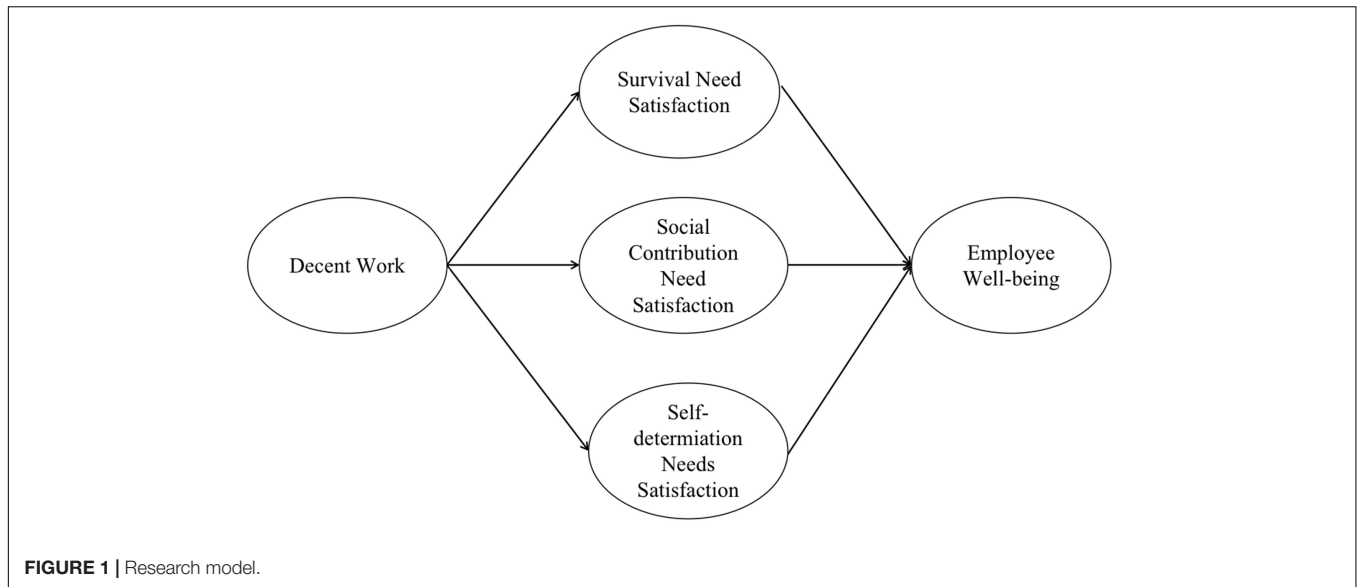 Survival Need
Satisfaction
Decent Work
Social
Contribution
Need
Satisfaction
Employee
Well-being
Self-
determiation
Needs
Satisfaction
FIGURE 1 | Research model.